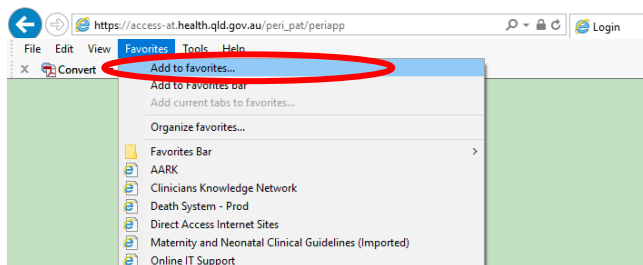 https://access-at.health.qld.gov.au/peri_pat/periapp Login
File Edit View Favorites Tools Help
X Convert Add to favorites...
Add to Favorites bar
Add current tabs to favorites...
Organize favorites...
Favorites Bar
AARK
Clinicians Knowledge Network
Death System - Prod
Direct Access Internet Sites
Maternity and Neonatal Clinical Guidelines (Imported)
Online IT Support